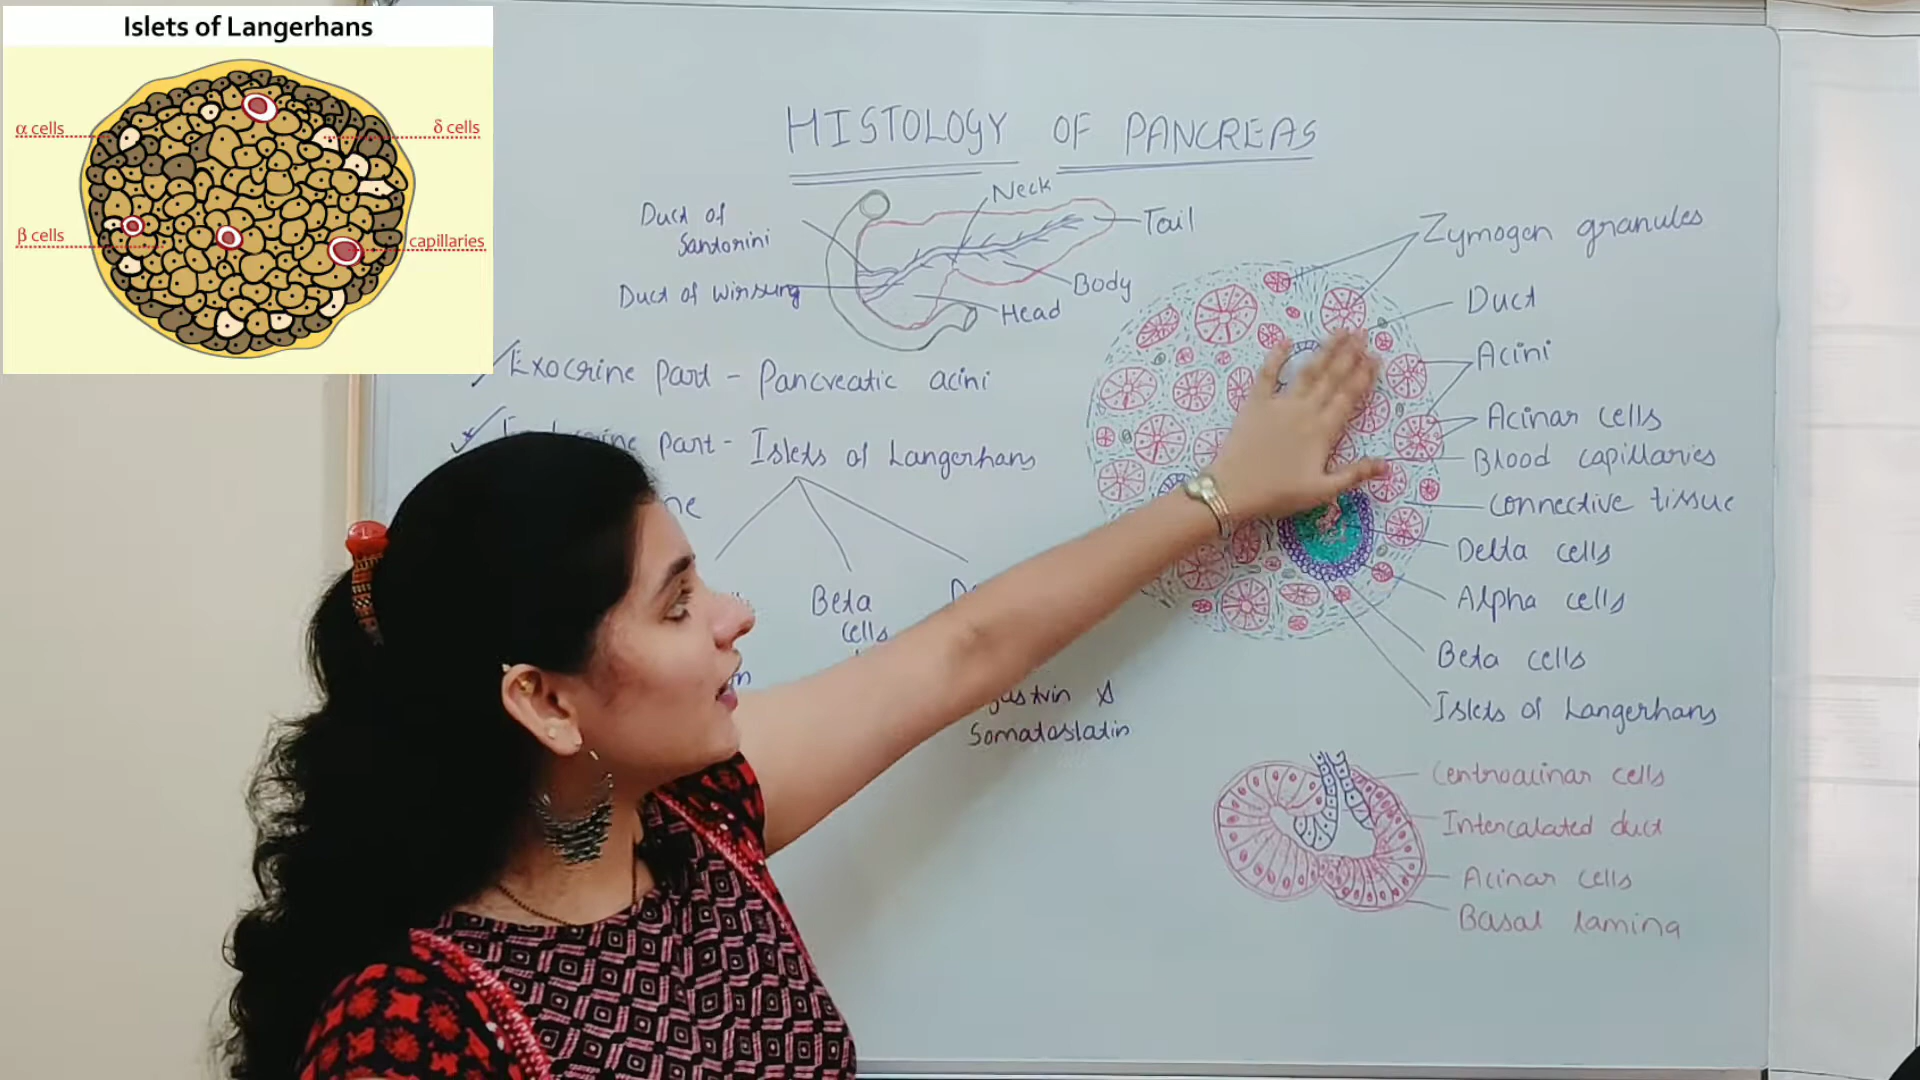 Islets of Langerhans
α cells
δ cells
β cells
capillaries
HISTOLOGY OF PANCREAS
Duct of
Santorini
Duct of Wirsung
Neck
Tail
Body
Head
Exocrine part - Pancreatic acini
part - Islets of Langerhans
Beta
cells
Somatoslatin
Zymogen granules
Duct
Acini
Acinar cells
Blood capillaries
Connective tissue
Delta cells
Alpha cells
Beta cells
Islets of Langerhans
Centroacinar cells
Intercalated duct
Acinar cells
Basal lamina